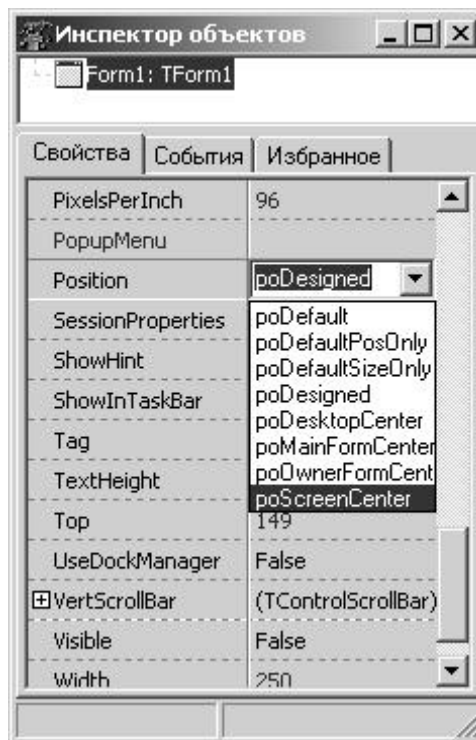 Инспектор объектов
Form1: TForm1
Свойства События Избранное
PixelsPerInch 96
PopupMenu
Position poDesigned
SessionProperties poDefault
poDefaultPosOnly
ShowHint poDefaultSizeOnly
ShowInTaskBar poDesigned
poDesktopCenter
Tag poMainFormCenter
TextHeight poOwnerFormCent
poScreenCenter
Top 149
UseDockManager False
VertScrollBar (TControlScrollBar)
Visible False
Width 250